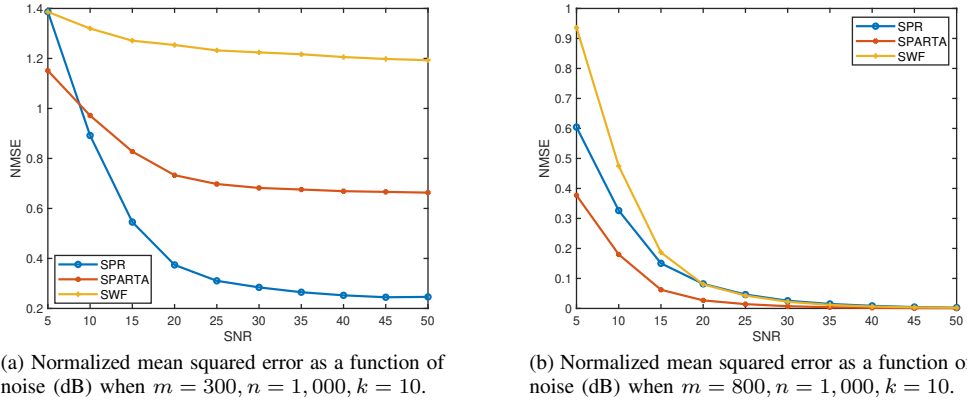 1.4
1.2
1
0.8
0.6
0.4
0.2
NMSE
SPR
SPARTA
SWF
5 10 15 20 25 30 35 40 45 50
SNR
(a) Normalized mean squared error as a function of
noise (dB) when m = 300, n = 1, 000, k = 10.
1
0.9
0.8
0.7
0.6
0.5
0.4
0.3
0.2
0.1
0
NMSE
SPR
SPARTA
SWF
5 10 15 20 25 30 35 40 45 50
SNR
(b) Normalized mean squared error as a function of
noise (dB) when m = 800, n = 1, 000, k = 10.